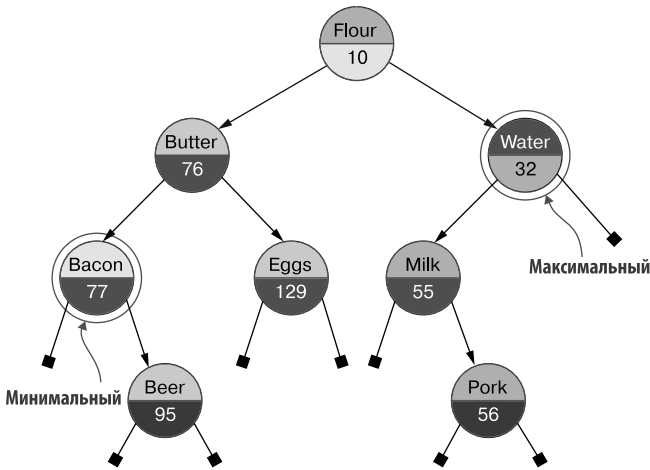 Flour
10
Butter
76
Water
32
Bacon
77
Eggs
129
Milk
55
Максимальный
Минимальный
Beer
95
Pork
56